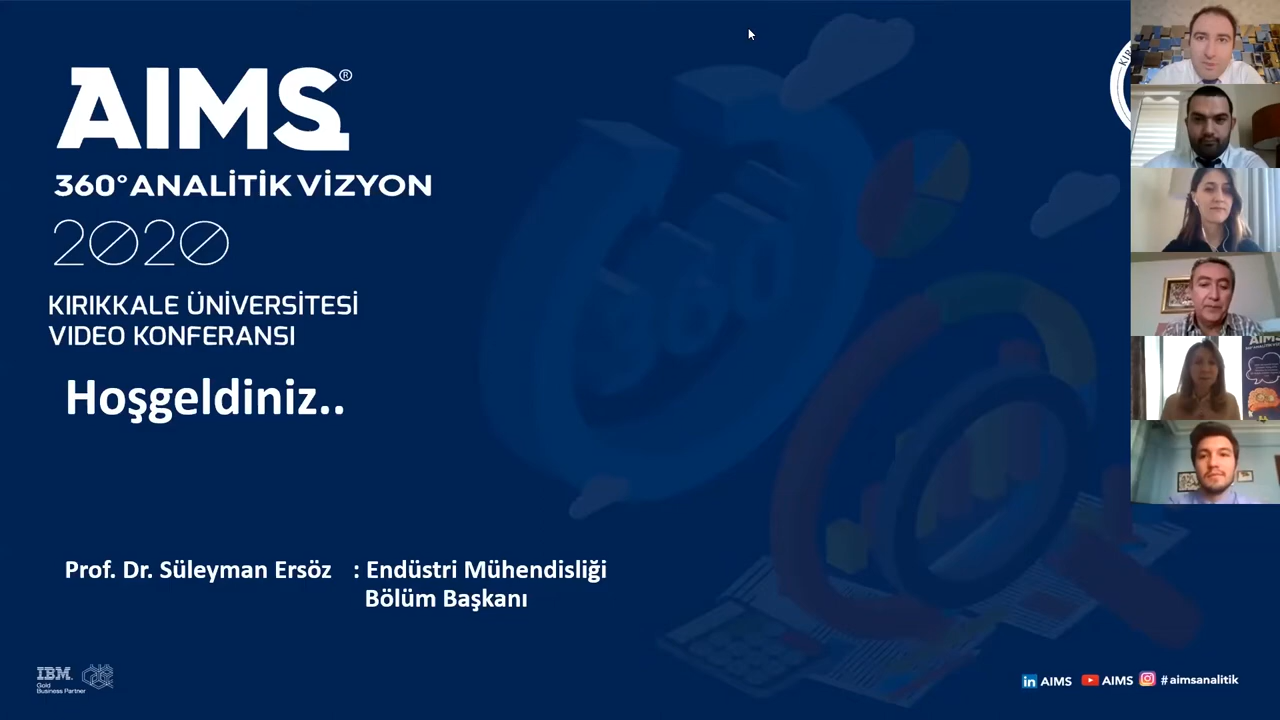 AIMS®
360° ANALİTİK VİZYON
2020
KIRIKKALE ÜNİVERSİTESİ
VIDEO KONFERANSI
Hoşgeldiniz..
Prof. Dr. Süleyman Ersöz : Endüstri Mühendisliği
Bölüm Başkanı
IBM
Gold
Business Partner
in AIMS AIMS #aimsanalitik